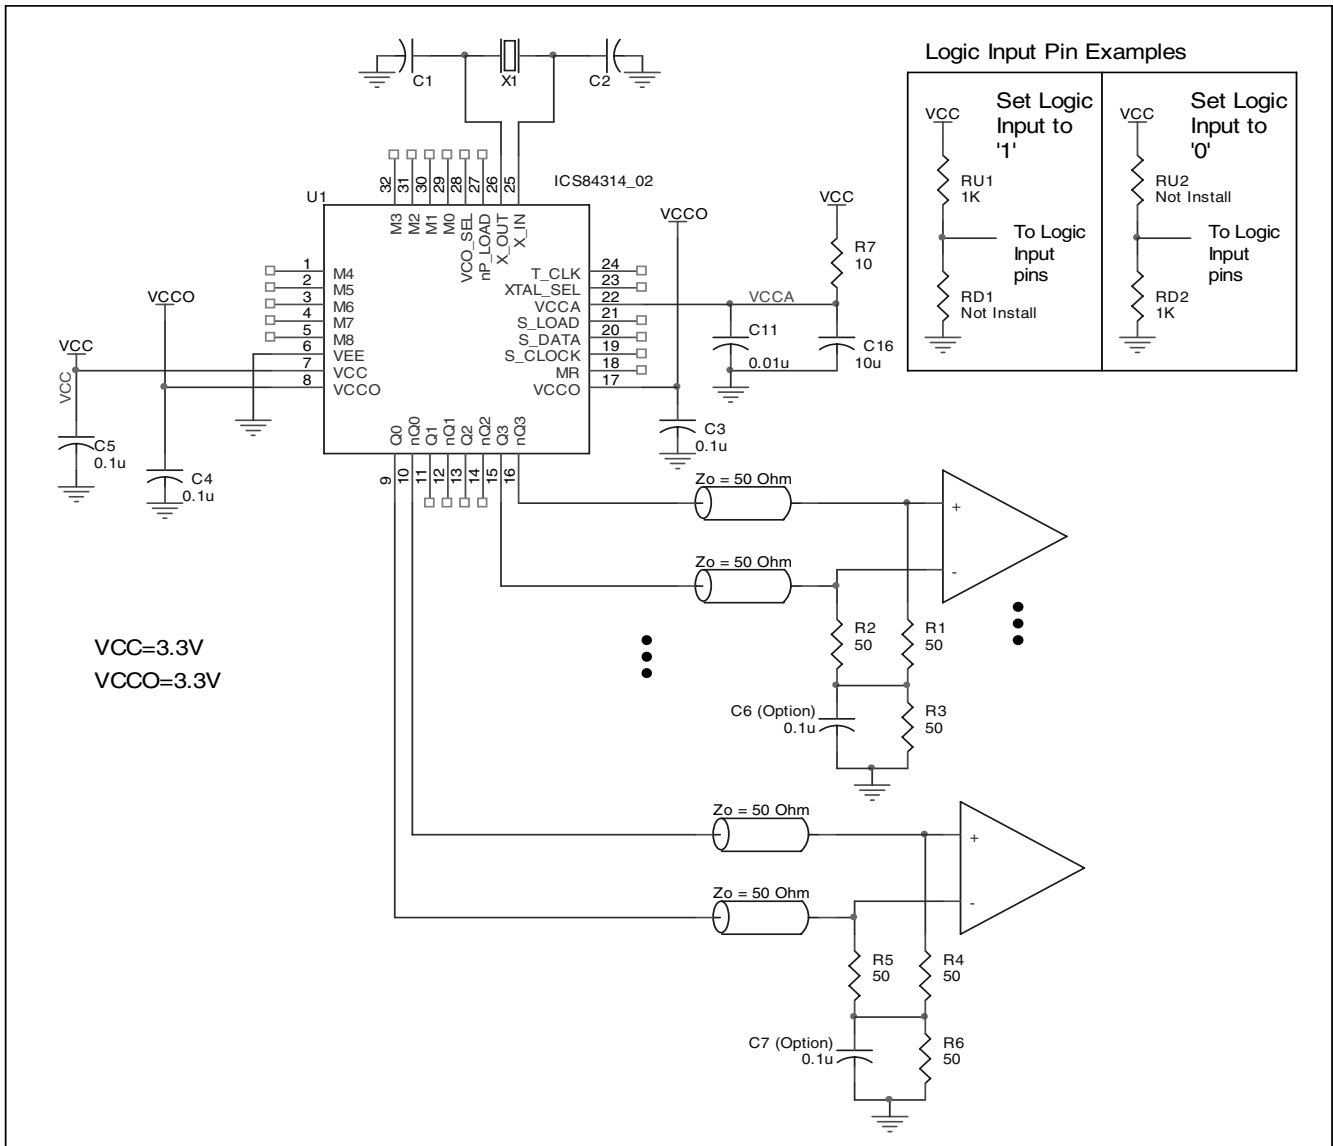 C1
X1
C2
Logic Input Pin Examples
VCC
Set Logic
Input to
'1'
RU1
1K
To Logic
Input
pins
RD1
Not Install
VCC
Set Logic
Input to
'0'
RU2
Not Install
To Logic
Input
pins
RD2
1K
U1
ICS84314_02
32
31
30
29
28
27
26
25
M3
M2
M1
M0
VCO_SEL
nP_LOAD
X_OUT
X_IN
1
M4
2
M5
3
M6
4
M7
5
M8
6
VEE
7
VCC
8
VCCO
T_CLK
24
XTAL_SEL
23
VCCA
22
S_LOAD
21
S_DATA
20
S_CLOCK
19
MR
18
VCCO
17
Q0
nQ0
Q1
nQ1
Q2
nQ2
Q3
nQ3
9
10
11
12
13
14
15
16
VCCO
VCC
VCC
C5
0.1u
C4
0.1u
VCCO
C3
0.1u
VCC
R7
10
VCCA
C11
0.01u
C16
10u
Zo = 50 Ohm
+
Zo = 50 Ohm
-
R2
50
R1
50
C6 (Option)
0.1u
R3
50
VCC=3.3V
VCCO=3.3V
Zo = 50 Ohm
+
Zo = 50 Ohm
-
R5
50
R4
50
C7 (Option)
0.1u
R6
50